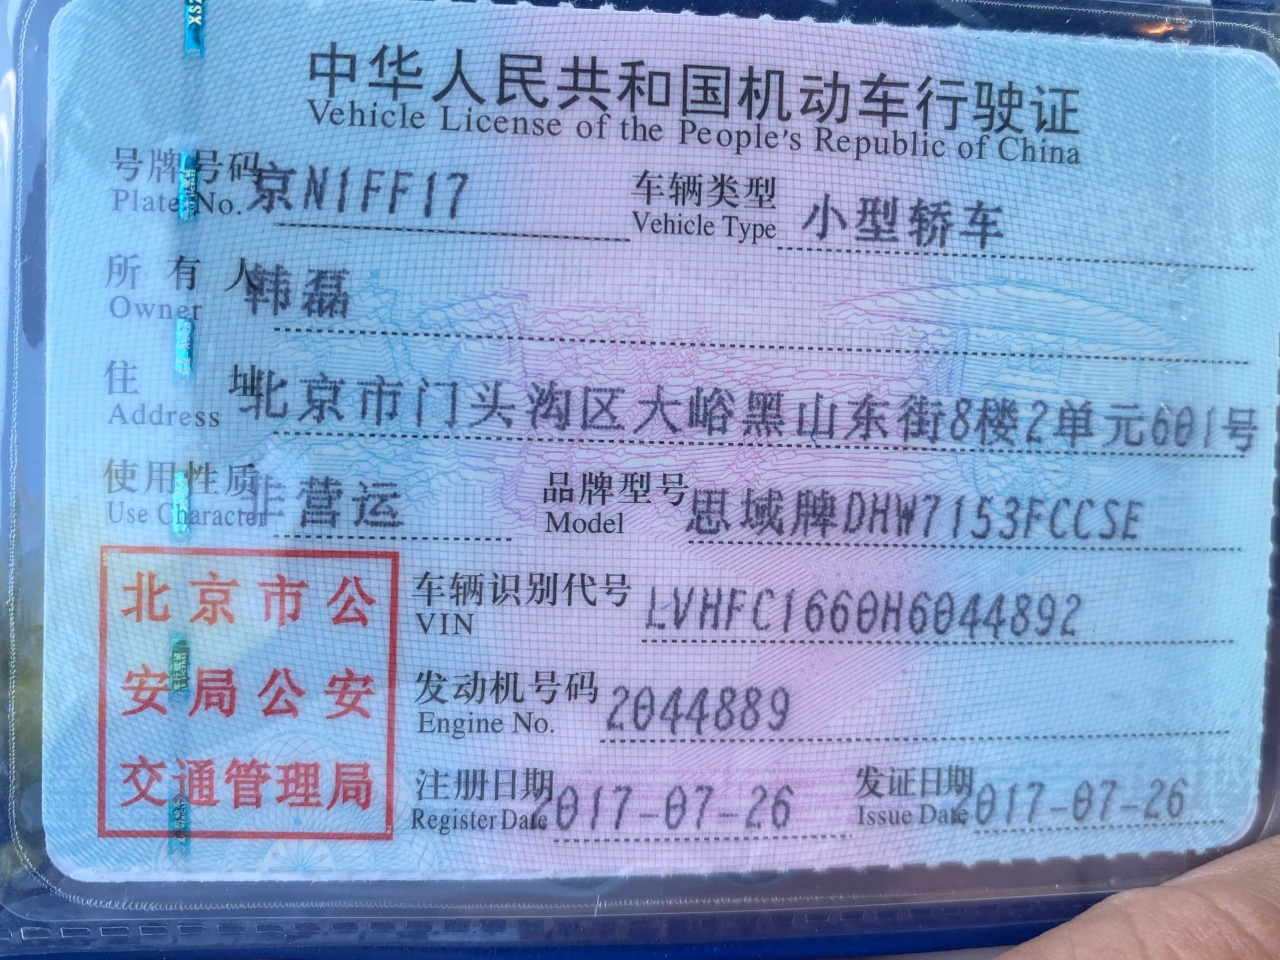 中华人民共和国机动车行驶证
Vehicle License of the People's Republic of China
号牌号码 京N1FF17 车辆类型 小型轿车
Plate No. Vehicle Type
所有人 韩磊
Owner
住址 北京市门头沟区大峪黑山东街8楼2单元601号
Address
使用性质 非营运 品牌型号 思域牌DHW7153FCCSE
Use Character Model
北京市公
安局公安
交通管理局
车辆识别代号 LVHFC1660H6044892
VIN
发动机号码 2044889
Engine No.
注册日期 2017-07-26 发证日期 2017-07-26
Register Date Issue Date